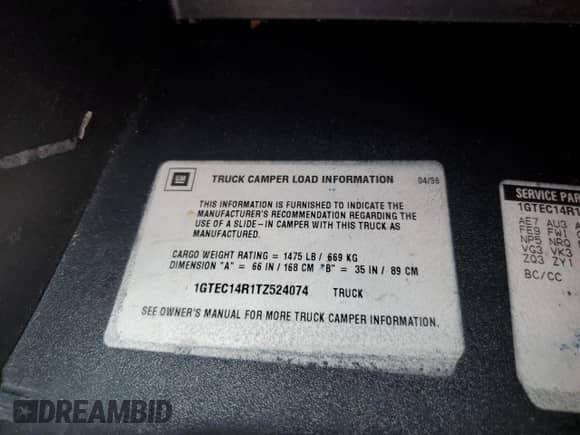 GM
TRUCK CAMPER LOAD INFORMATION 04/96
THIS INFORMATION IS FURNISHED TO INDICATE THE
MANUFACTURER'S RECOMMENDATION REGARDING THE
USE OF A SLIDE-IN CAMPER WITH THIS TRUCK AS
MANUFACTURED.
CARGO WEIGHT RATING = 1475 LB / 669 KG
DIMENSION "A" = 66 IN / 168 CM "B" = 35 IN / 89 CM
1GTEC14R1TZ524074 TRUCK
SEE OWNER'S MANUAL FOR MORE TRUCK CAMPER INFORMATION.
SERVICE PAR
1GTEC14R1
AE7 AU3
FE9 FW1
NP5 NRQ
VG3 VK3
ZQ3 ZY1
BC/CC
DREAMBID